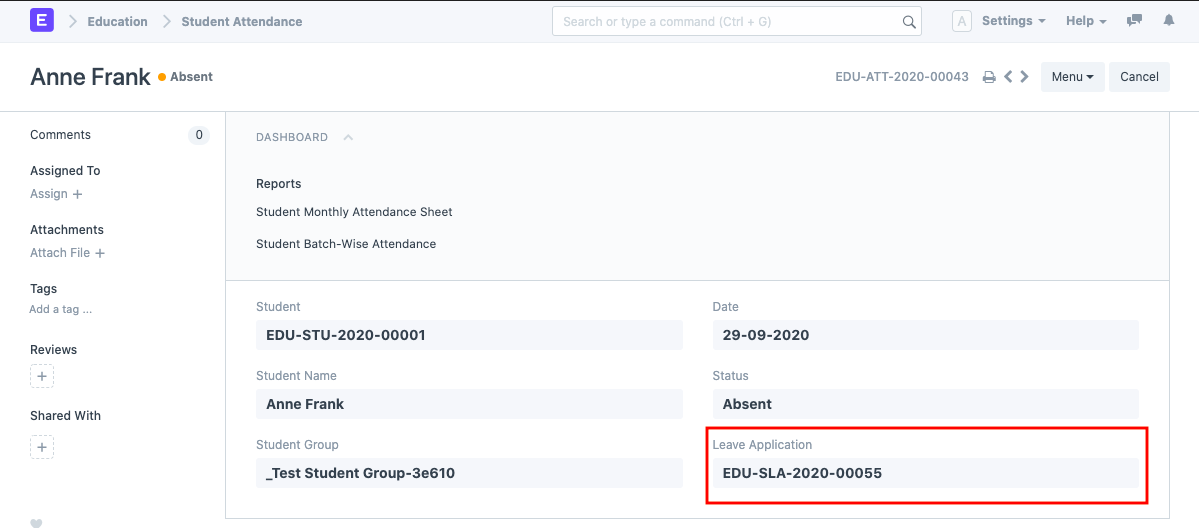 E Education Student Attendance Search or type a command (Ctrl + G) A Settings Help
Anne Frank Absent EDU-ATT-2020-00043 Menu Cancel
Comments 0
Assigned To
Assign +
Attachments
Attach File +
Tags
Add a tag ...
Reviews
+
Shared With
+
DASHBOARD
Reports
Student Monthly Attendance Sheet
Student Batch-Wise Attendance
Student
EDU-STU-2020-00001
Student Name
Anne Frank
Student Group
_Test Student Group-3e610
Date
29-09-2020
Status
Absent
Leave Application
EDU-SLA-2020-00055